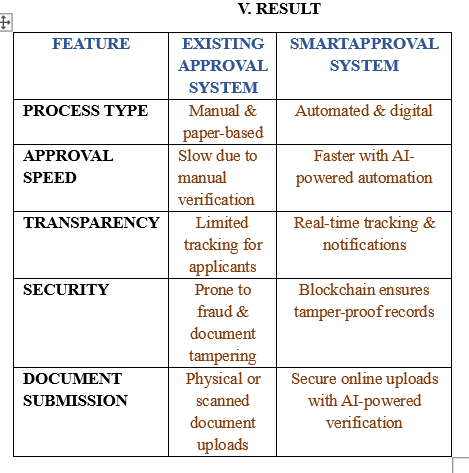 V. RESULT
FEATURE
EXISTING
APPROVAL
SYSTEM
SMARTAPPROVAL
SYSTEM
PROCESS TYPE
Manual &
paper-based
Automated & digital
APPROVAL
SPEED
Slow due to
manual
verification
Faster with AI-
powered automation
TRANSPARENCY
Limited
tracking for
applicants
Real-time tracking &
notifications
SECURITY
Prone to
fraud &
document
tampering
Blockchain ensures
tamper-proof records
DOCUMENT
SUBMISSION
Physical or
scanned
document
uploads
Secure online uploads
with AI-powered
verification